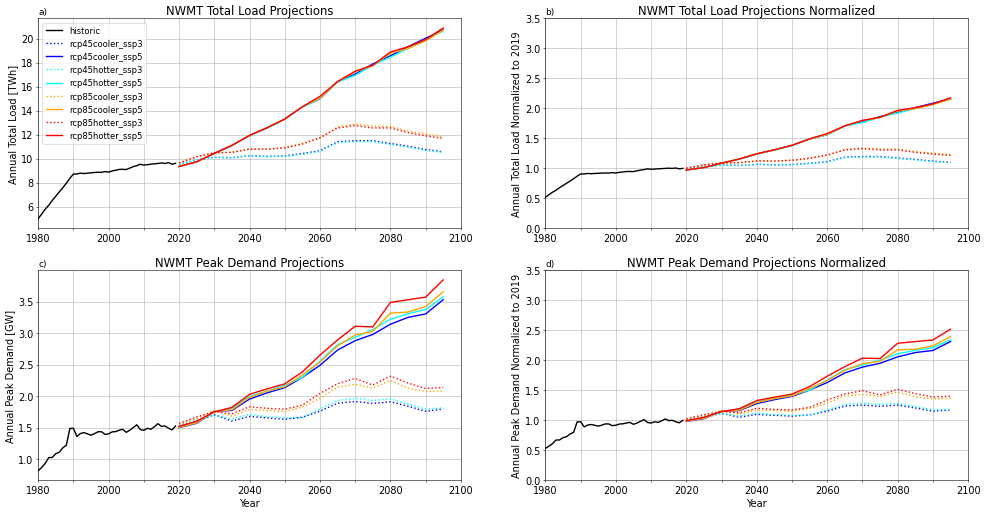 a)
NWMT Total Load Projections
Annual Total Load [TWh]
20
18
16
14
12
10
8
6
1980
2000
2020
2040
2060
2080
2100
historic
rcp45cooler_ssp3
rcp45cooler_ssp5
rcp45hotter_ssp3
rcp45hotter_ssp5
rcp85cooler_ssp3
rcp85cooler_ssp5
rcp85hotter_ssp3
rcp85hotter_ssp5
b)
NWMT Total Load Projections Normalized
Annual Total Load Normalized to 2019
3.5
3.0
2.5
2.0
1.5
1.0
0.5
0.0
1980
2000
2020
2040
2060
2080
2100
c)
NWMT Peak Demand Projections
Annual Peak Demand [GW]
3.5
3.0
2.5
2.0
1.5
1.0
1980
2000
2020
2040
2060
2080
2100
Year
d)
NWMT Peak Demand Projections Normalized
Annual Peak Demand Normalized to 2019
3.5
3.0
2.5
2.0
1.5
1.0
0.5
0.0
1980
2000
2020
2040
2060
2080
2100
Year